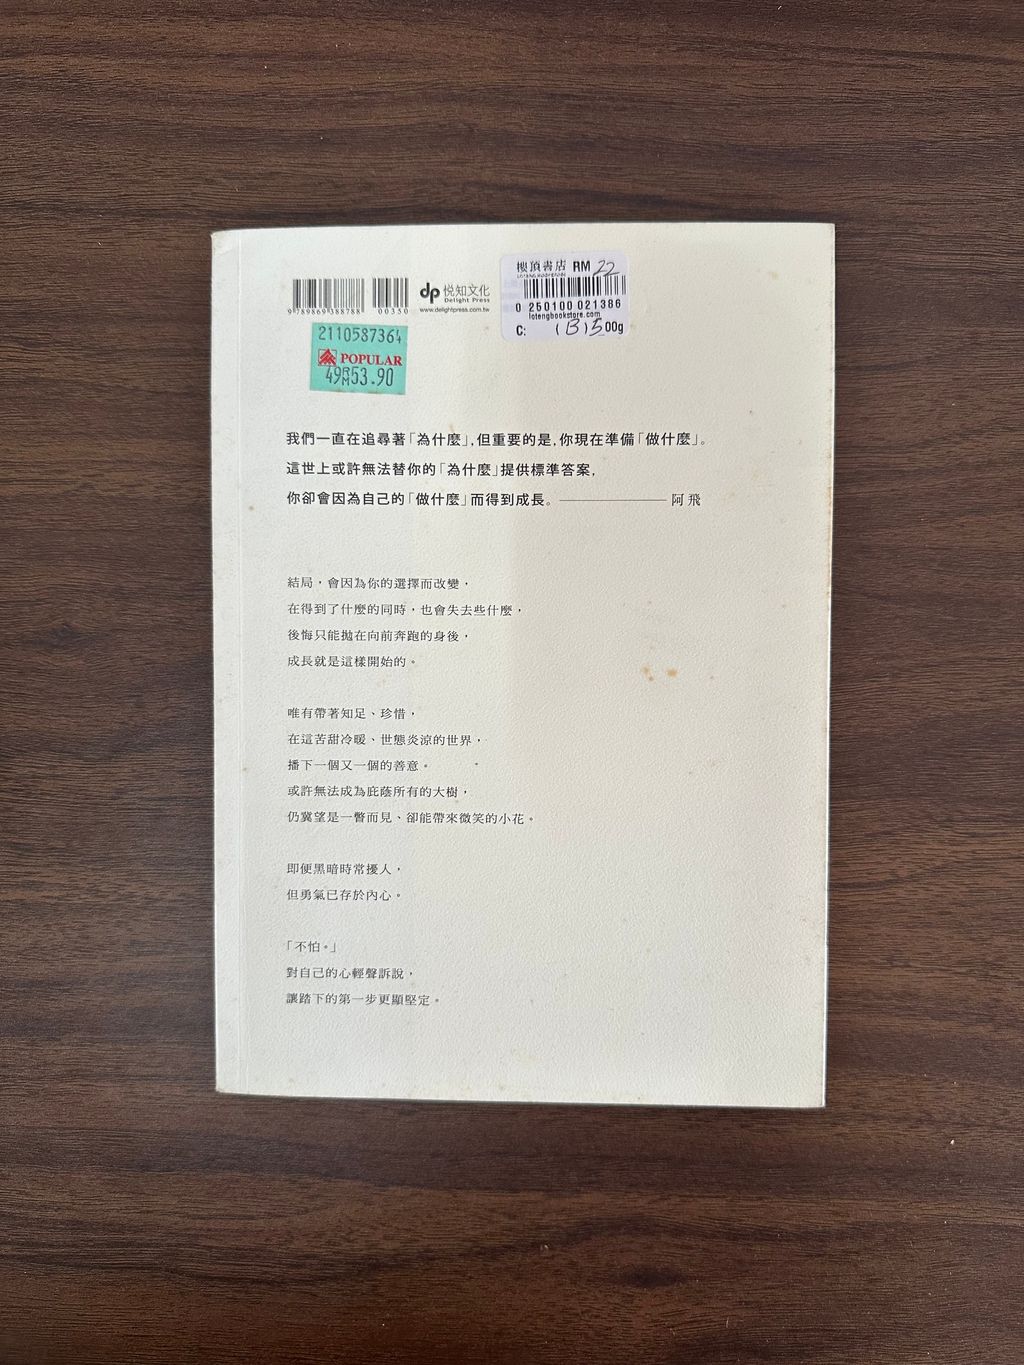 9789869388788 00350
dp 悦知文化
Delight Press
www.delightpress.com.tw
樓頂書店 RM 22
0 250100 021386
lotengbookstore.com
C: 00g
2110587364
POPULAR
RM53.90
我們一直在追尋著「為什麼」,但重要的是,你現在準備「做什麼」。
這世上或許無法替你的「為什麼」提供標準答案,
你卻會因為自己的「做什麼」而得到成長。——————— 阿飛
結局,會因為你的選擇而改變,
在得到了什麼的同時,也會失去些什麼,
後悔只能拋在向前奔跑的身後,
成長就是這樣開始的。
唯有帶著知足、珍惜,
在這苦甜冷暖、世態炎涼的世界,
播下一個又一個的善意。
或許無法成為庇蔭所有的大樹,
仍冀望是一瞥而見、卻能帶來微笑的小花。
即便黑暗時常擾人,
但勇氣已存於內心。
「不怕。」
對自己的心輕聲訴說,
讓踏下的第一步更顯堅定。